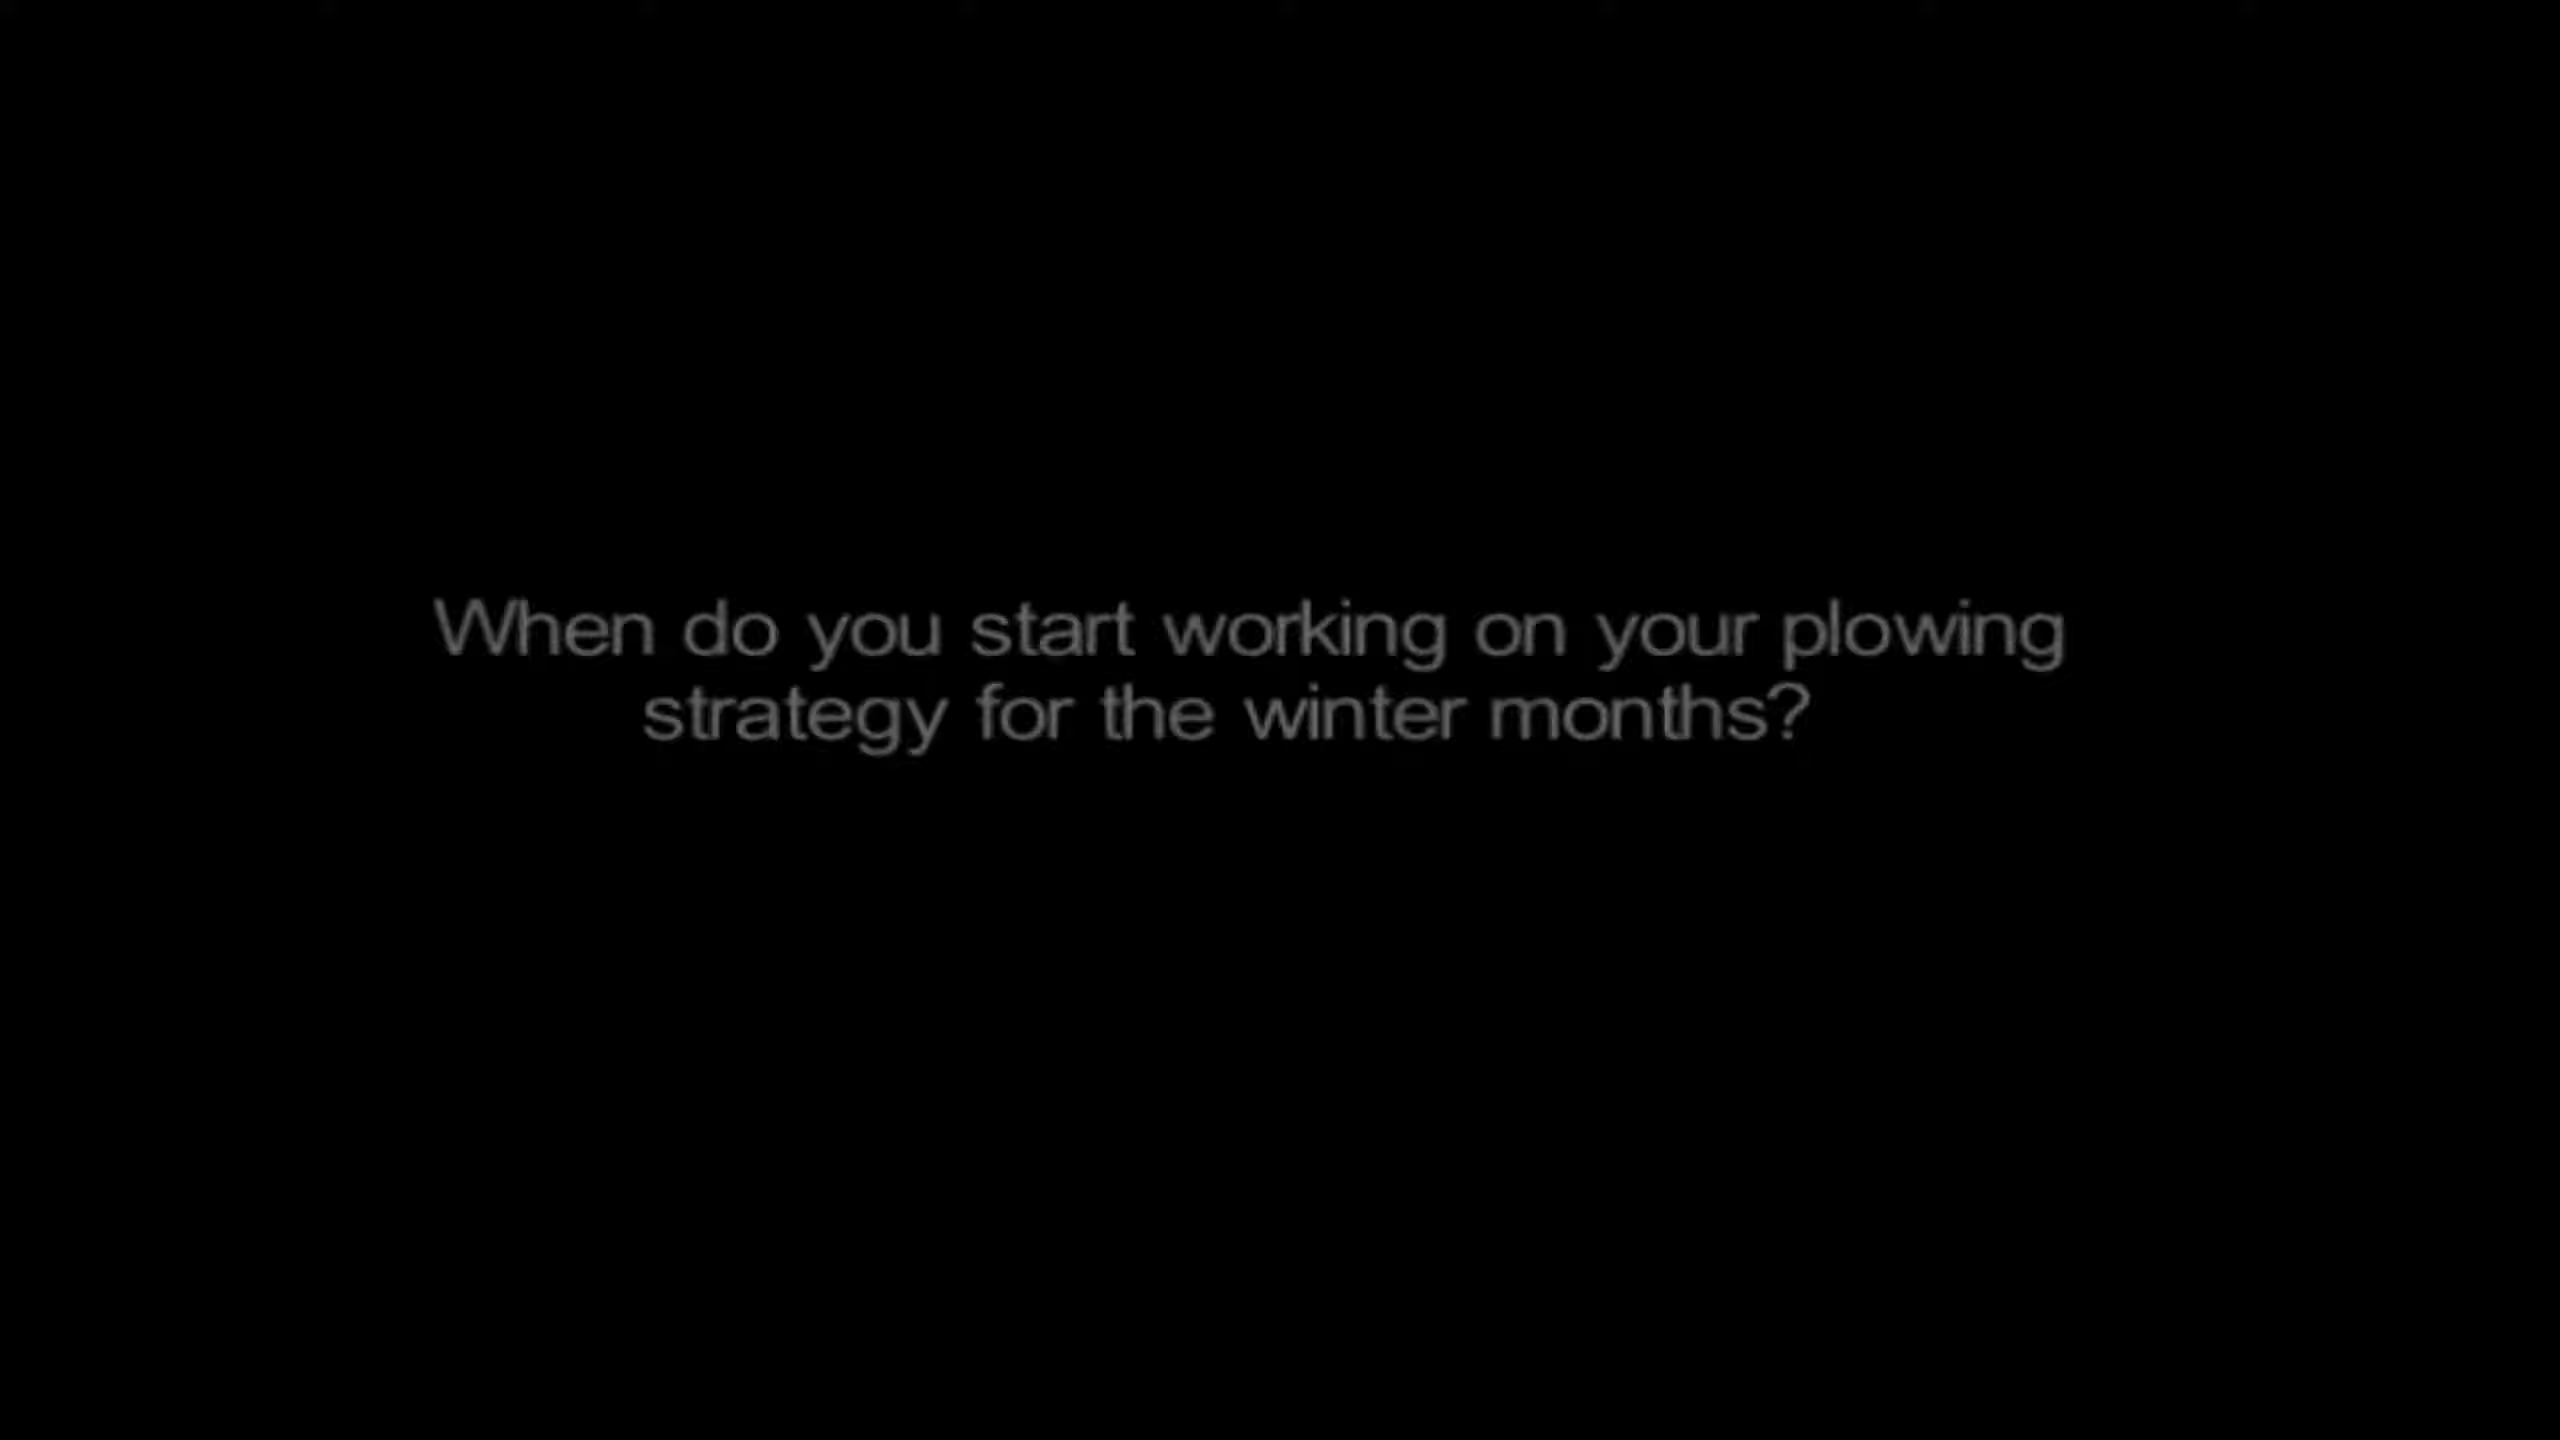 When do you start working on your plowing
strategy for the winter months?